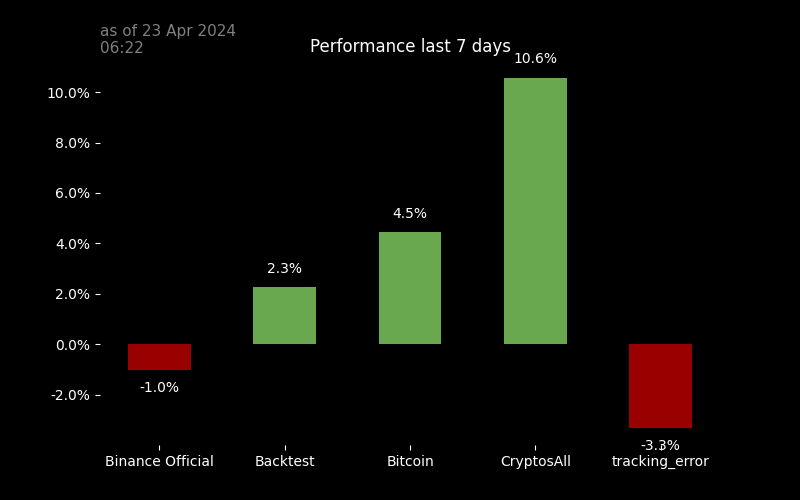 as of 23 Apr 2024
06:22
Performance last 7 days
10.6%
10.0%
8.0%
6.0%
4.5%
4.0%
2.3%
2.0%
0.0%
-1.0%
-2.0%
-3.3%
Binance Official
Backtest
Bitcoin
CryptosAll
tracking_error